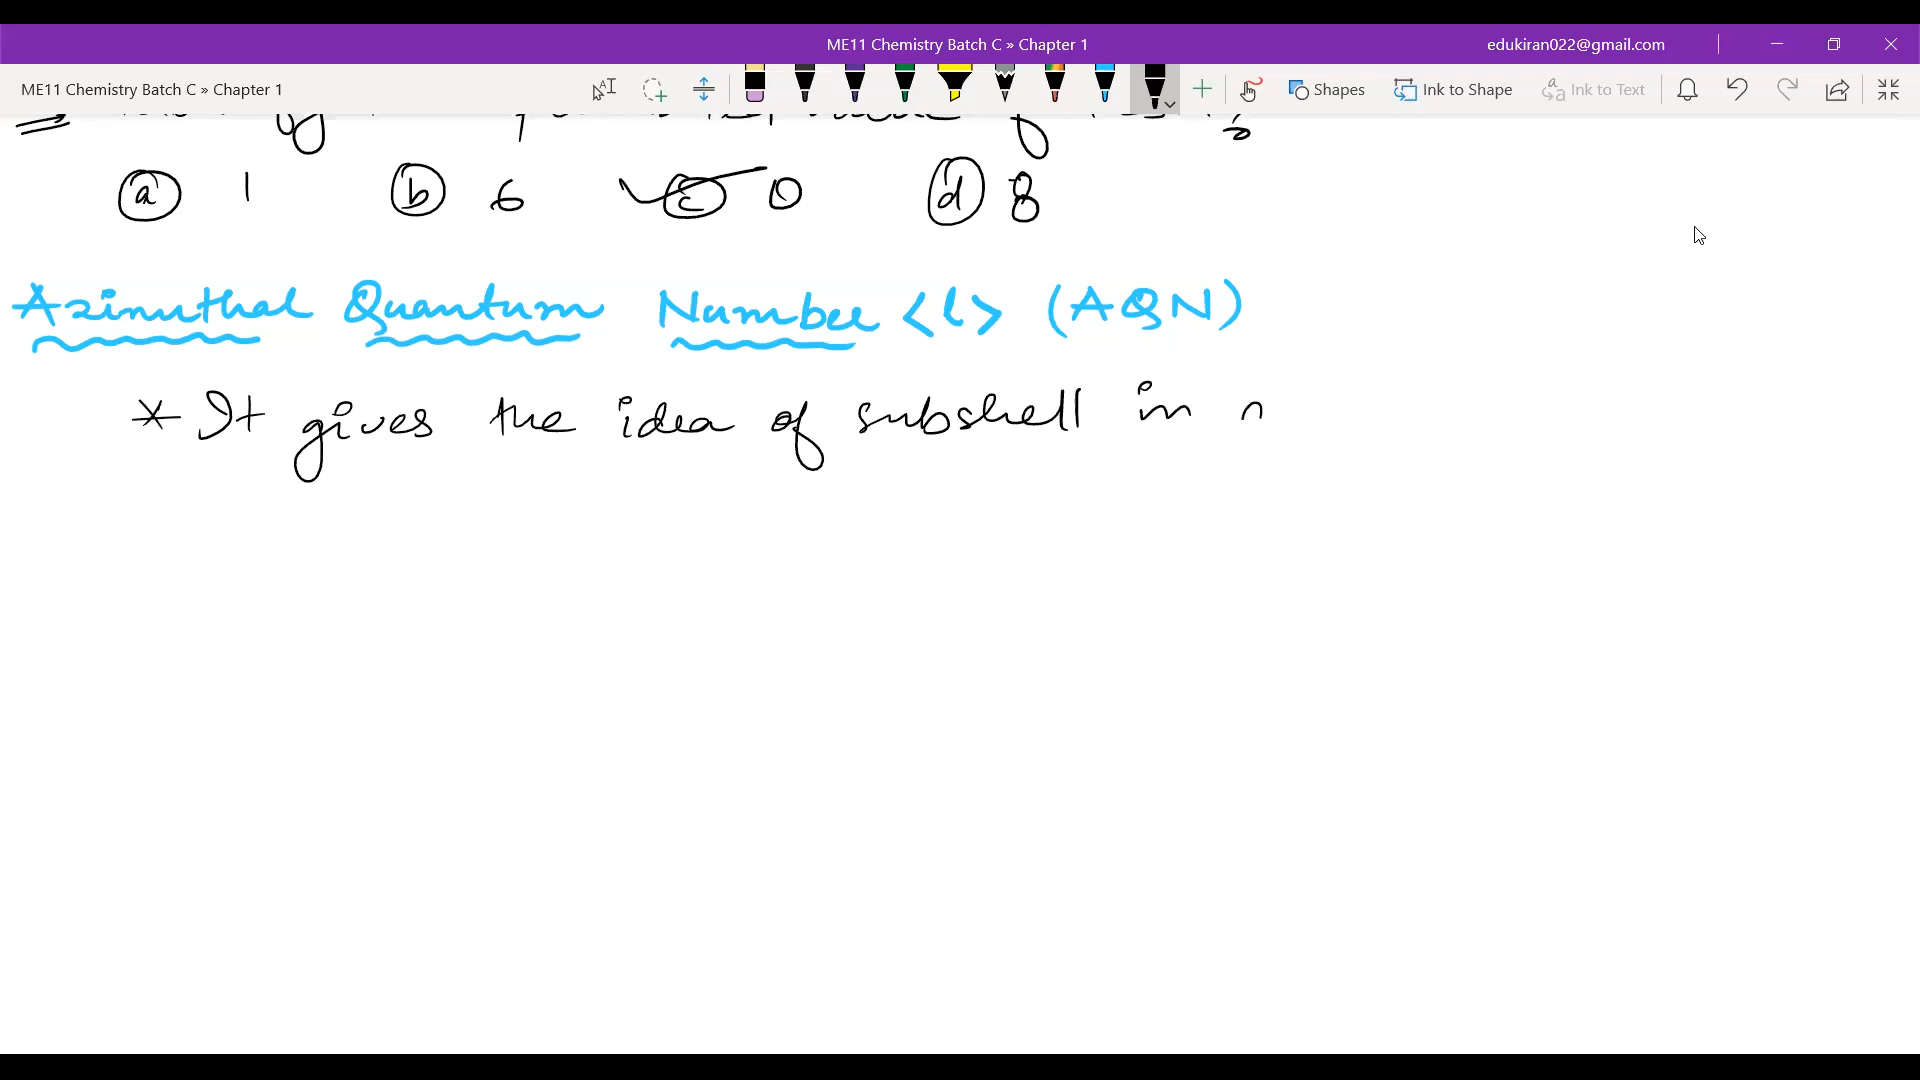 ME11 Chemistry Batch C » Chapter 1
edukiran022@gmail.com
ME11 Chemistry Batch C » Chapter 1
Shapes
Ink to Shape
Ink to Text
a 1 b 6 c 0 d 8
Azimuthal Quantum Number <l> (AQN)
* It gives the idea of subshell in